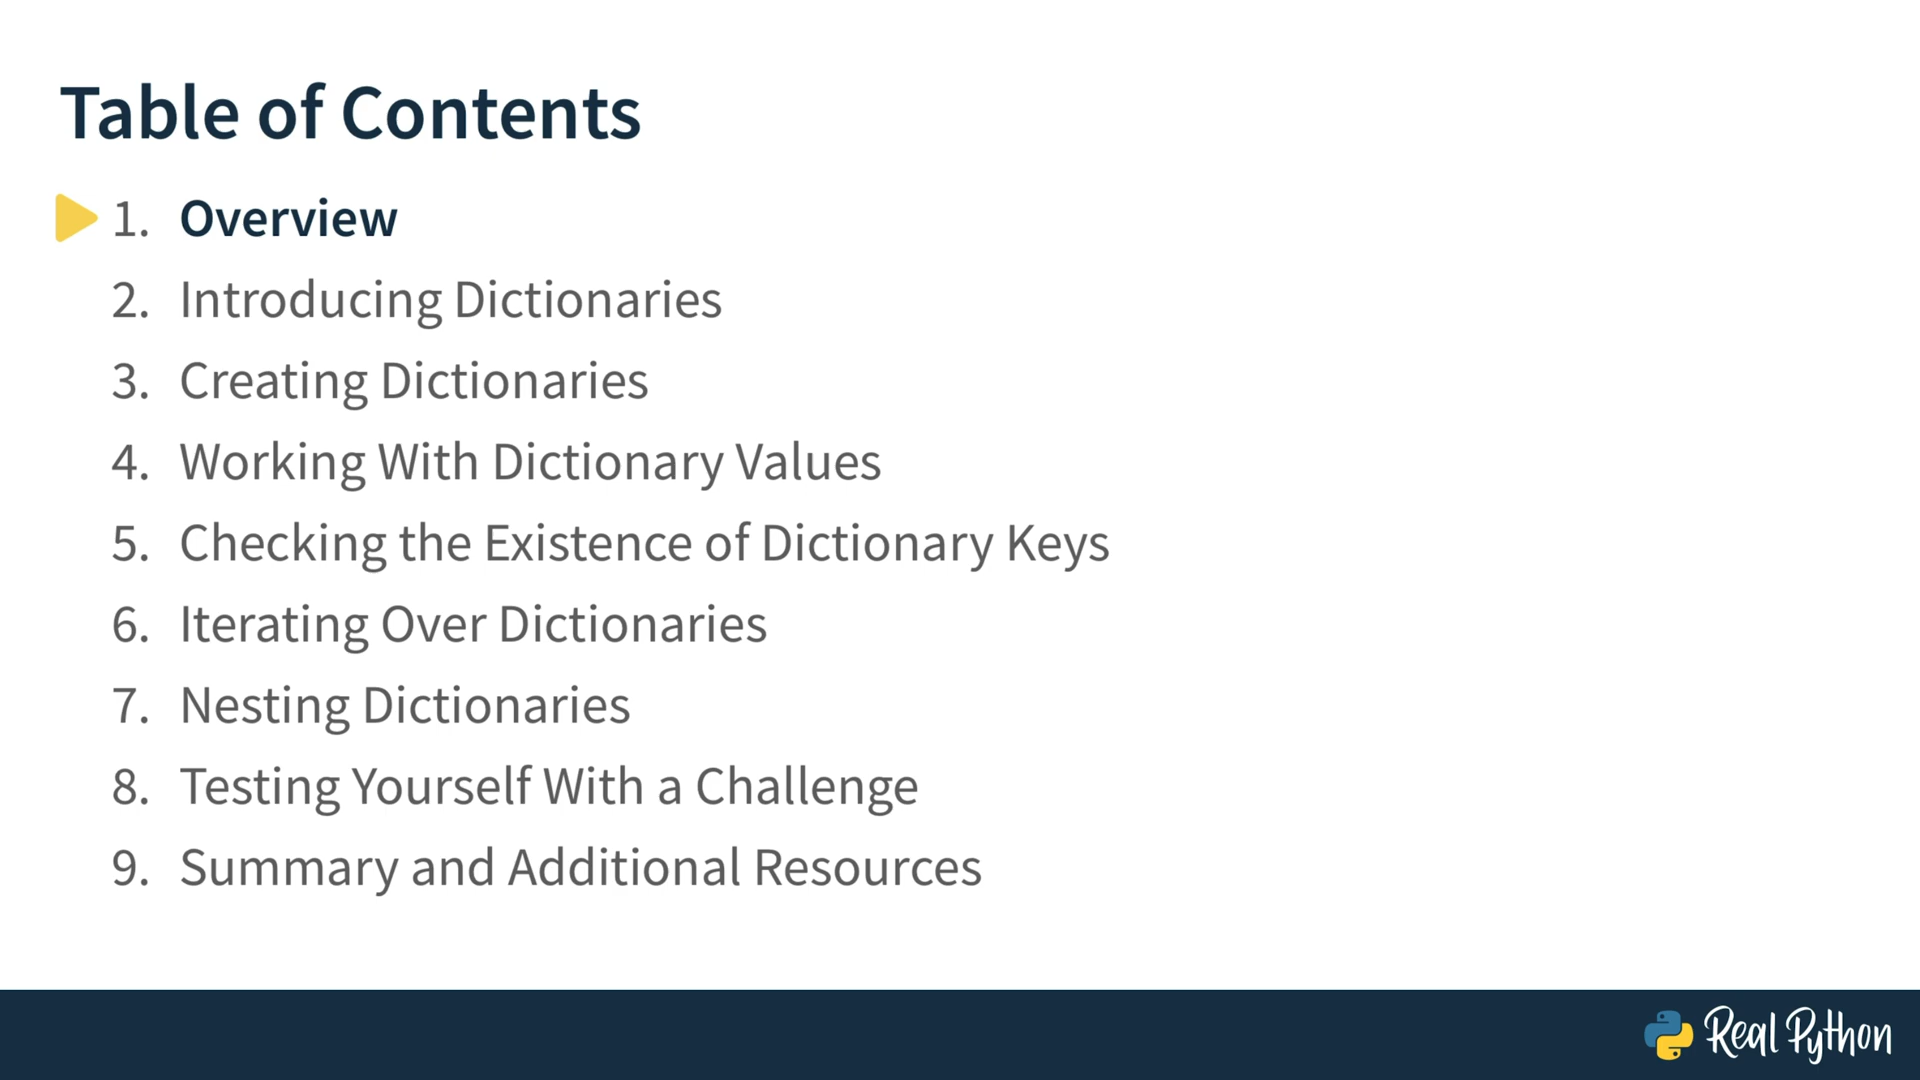 Table of Contents
1. Overview
2. Introducing Dictionaries
3. Creating Dictionaries
4. Working With Dictionary Values
5. Checking the Existence of Dictionary Keys
6. Iterating Over Dictionaries
7. Nesting Dictionaries
8. Testing Yourself With a Challenge
9. Summary and Additional Resources
Real Python